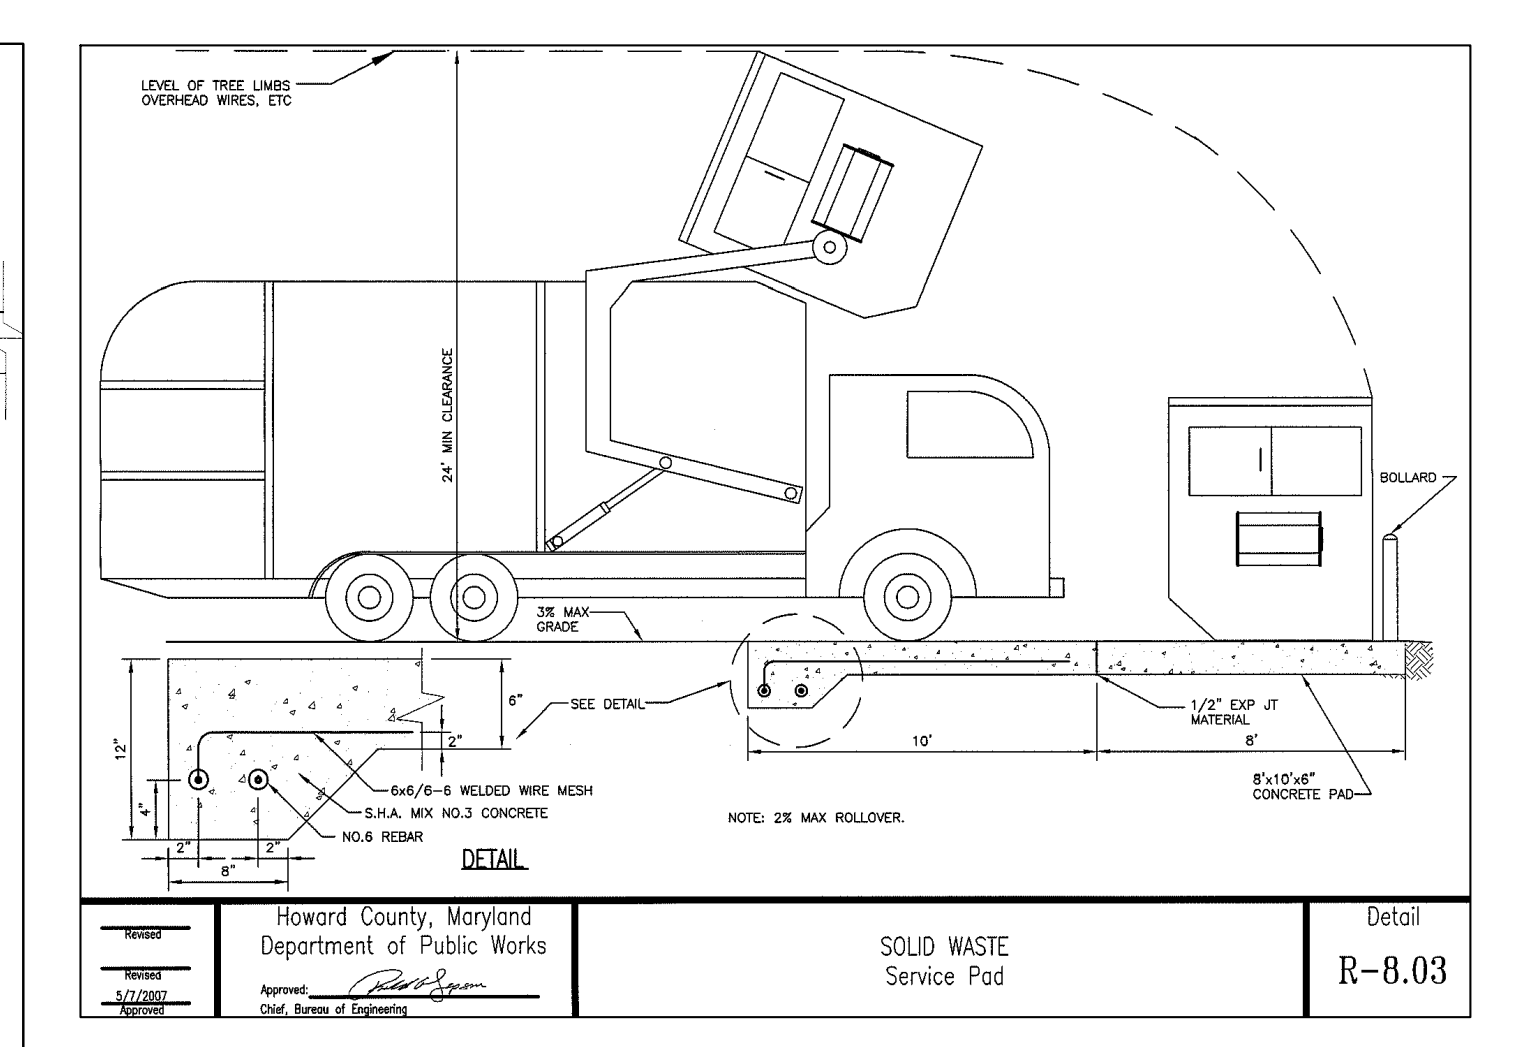 LEVEL OF TREE LIMBS
OVERHEAD WIRES, ETC
24' MIN CLEARANCE
BOLLARD
3% MAX
GRADE
12"
6"
2"
4"
2"
2"
8"
SEE DETAIL
6x6/6-6 WELDED WIRE MESH
S.H.A. MIX NO.3 CONCRETE
NO.6 REBAR
DETAIL
1/2" EXP JT
MATERIAL
10'
8'
8'x10'x6"
CONCRETE PAD
NOTE: 2% MAX ROLLOVER.
Revised
Revised
5/7/2007
Approved
Howard County, Maryland
Department of Public Works
Approved:
Chief, Bureau of Engineering
SOLID WASTE
Service Pad
Detail
R-8.03